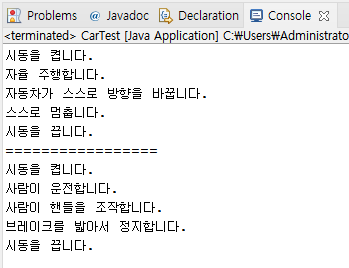 Problems @ Javadoc Declaration Console
<terminated> CarTest [Java Application] C:₩Users₩Administrato
시동을 켭니다.
자율 주행합니다.
자동차가 스스로 방향을 바꿉니다.
스스로 멈춥니다.
시동을 끕니다.
=================
시동을 켭니다.
사람이 운전합니다.
사람이 핸들을 조작합니다.
브레이크를 밟아서 정지합니다.
시동을 끕니다.